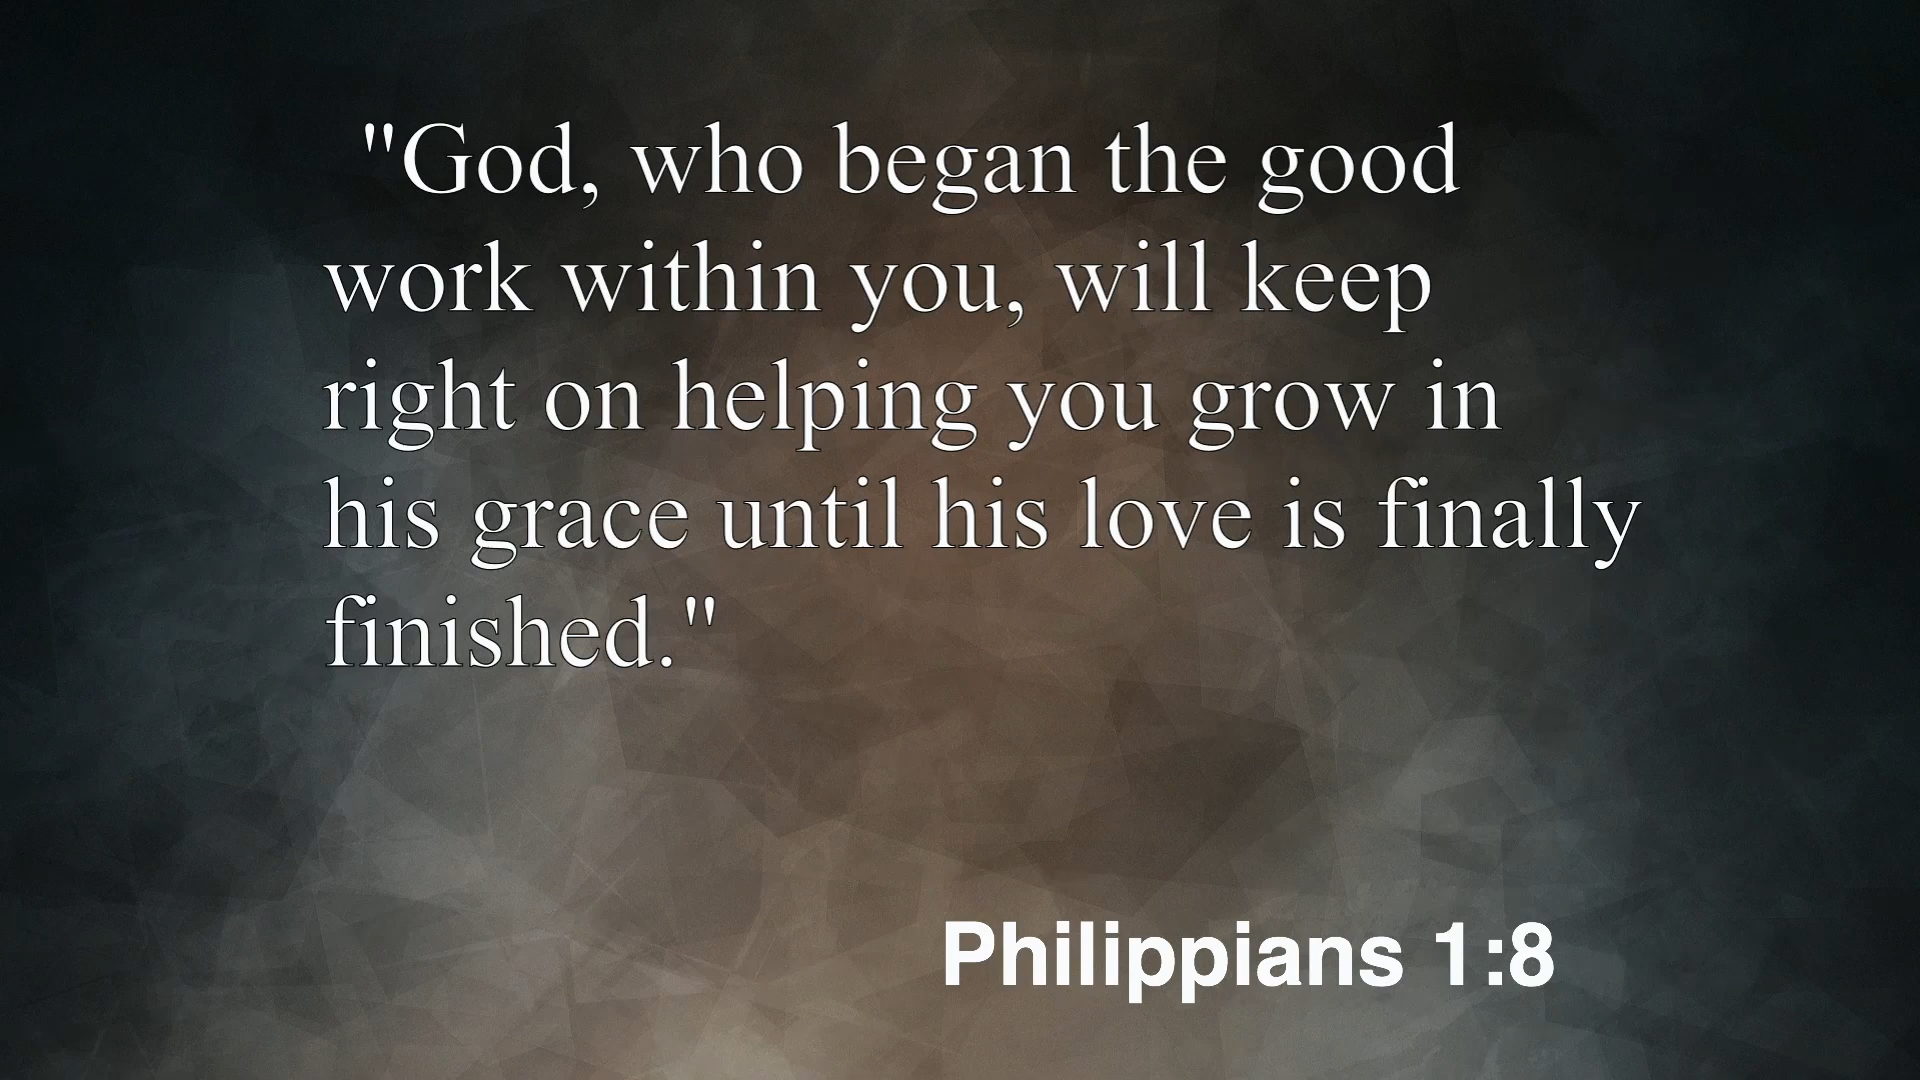 "God, who began the good
work within you, will keep
right on helping you grow in
his grace until his love is finally
finished."
Philippians 1:8